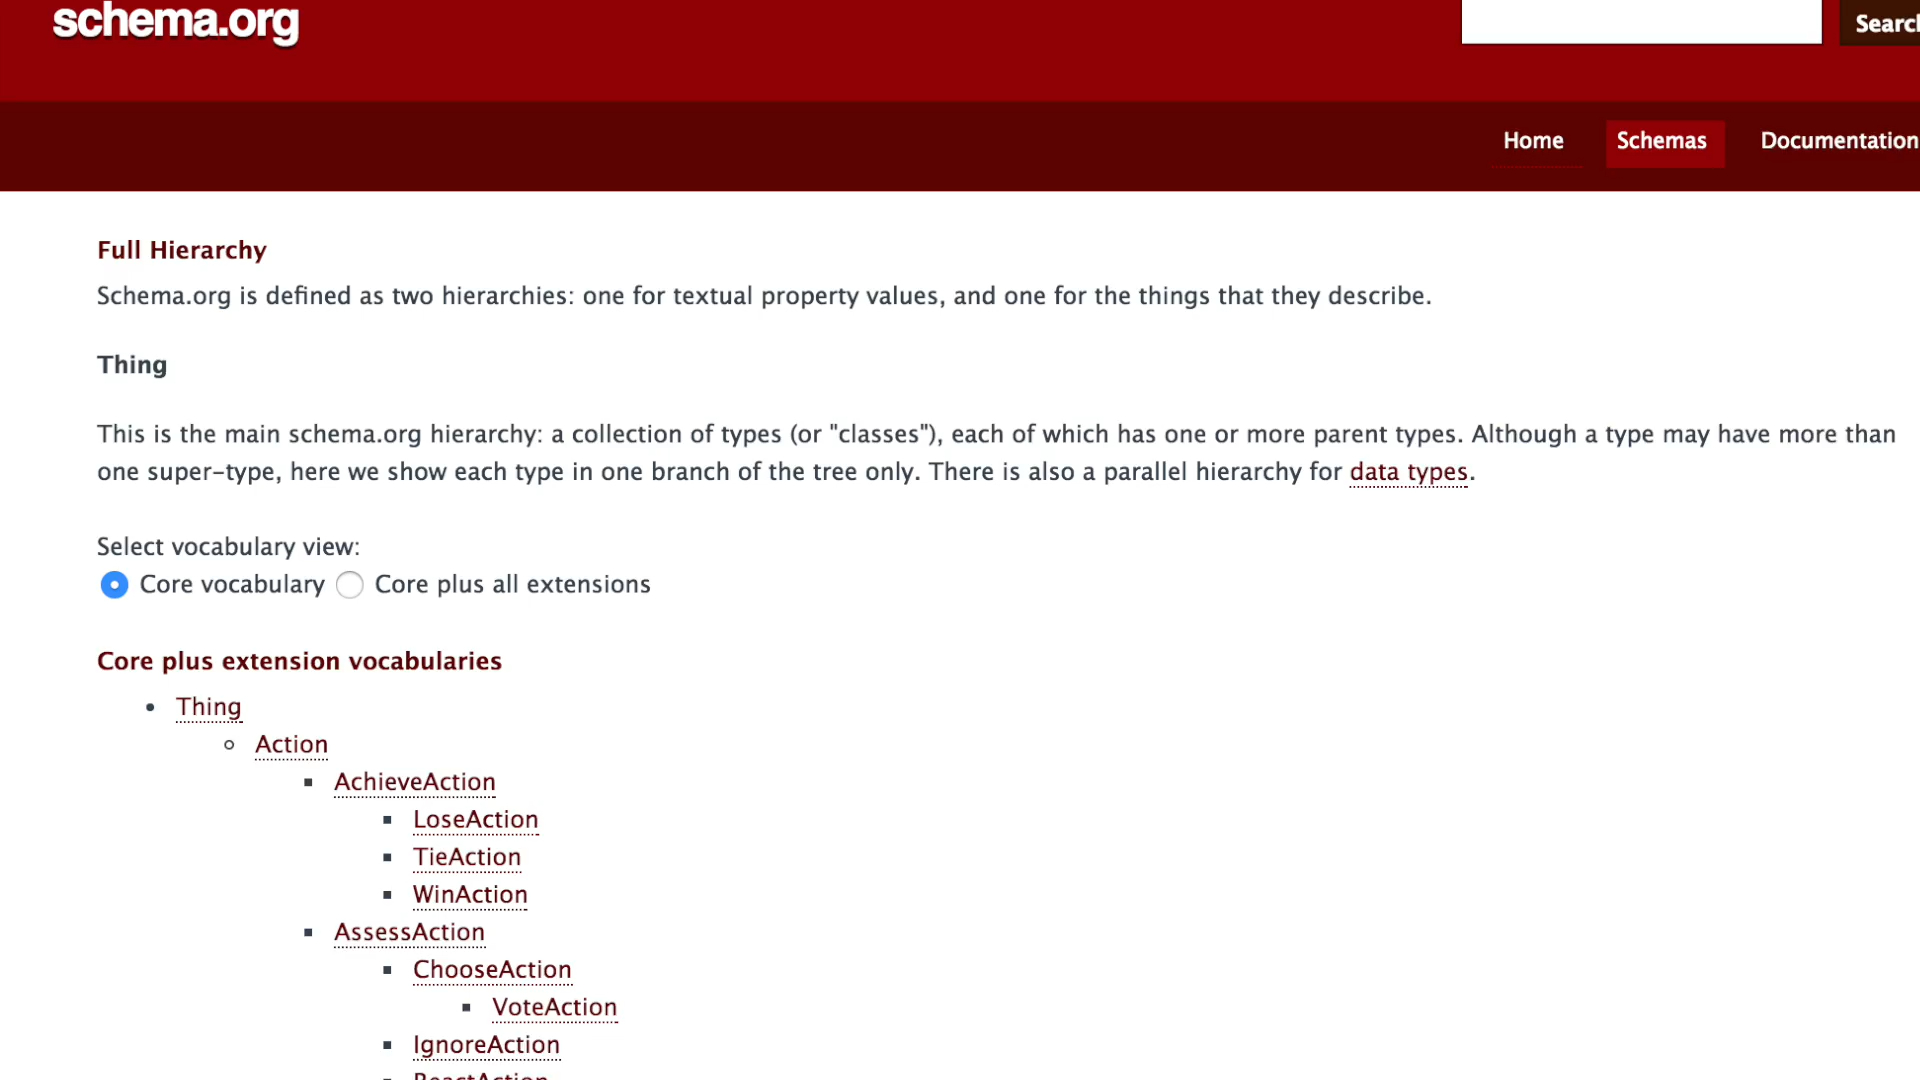 schema.org
Search
Home Schemas Documentation
Full Hierarchy
Schema.org is defined as two hierarchies: one for textual property values, and one for the things that they describe.
Thing
This is the main schema.org hierarchy: a collection of types (or "classes"), each of which has one or more parent types. Although a type may have more than
one super-type, here we show each type in one branch of the tree only. There is also a parallel hierarchy for data types.
Select vocabulary view:
Core vocabulary Core plus all extensions
Core plus extension vocabularies
Thing
Action
AchieveAction
LoseAction
TieAction
WinAction
AssessAction
ChooseAction
VoteAction
IgnoreAction
ReactAction